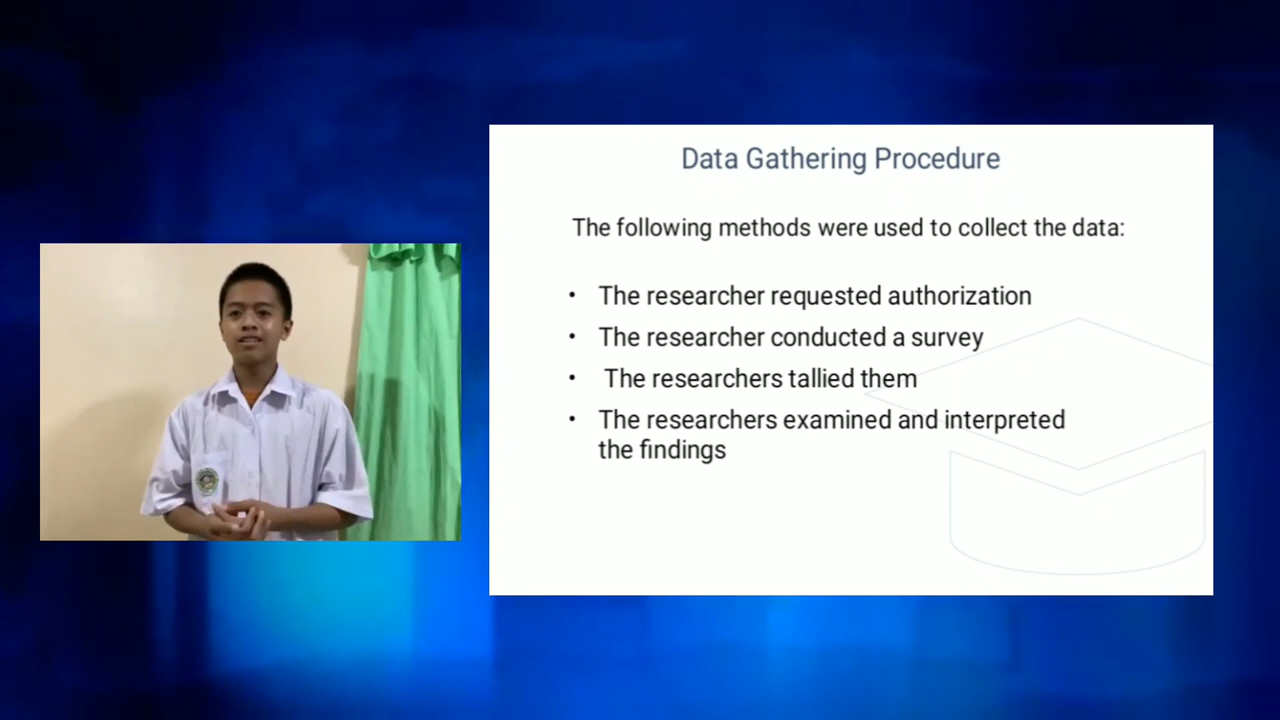 Data Gathering Procedure
The following methods were used to collect the data:
• The researcher requested authorization
• The researcher conducted a survey
• The researchers tallied them
• The researchers examined and interpreted
the findings